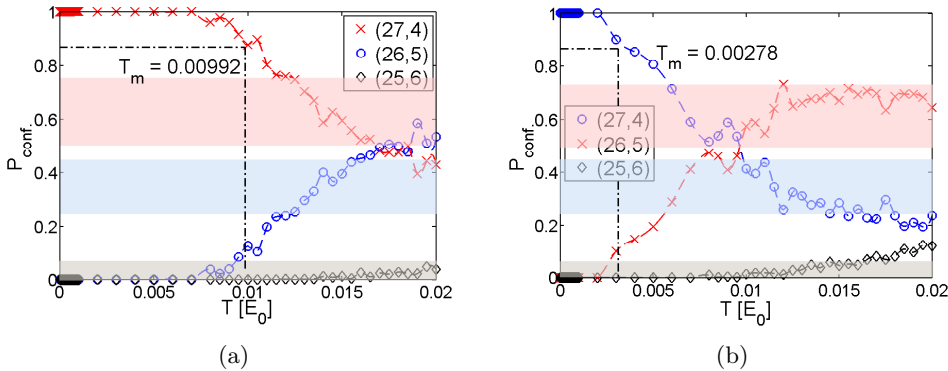 1
0.8
0.6
0.4
0.2
0
P_conf.
(27,4)
(26,5)
(25,6)
T_m = 0.00992
0 0.005 0.01 0.015 0.02
T [E_0]
(a)
1
0.8
0.6
0.4
0.2
0
P_conf.
T_m = 0.00278
(27,4)
(26,5)
(25,6)
0 0.005 0.01 0.015 0.02
T [E_0]
(b)